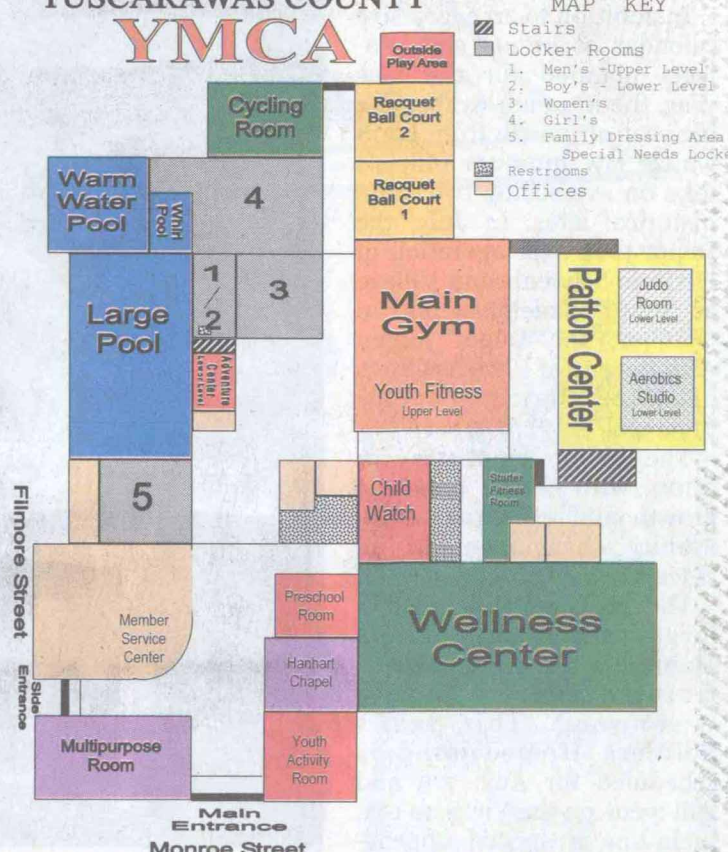 TUSCARAWAS COUNTY
YMCA
MAP KEY
Stairs
Locker Rooms
1. Men's -Upper Level
2. Boy's - Lower Level
3. Women's
4. Girl's
5. Family Dressing Area
Special Needs
Restrooms
Offices
Outside
Play Area
Cycling
Room
Racquet
Ball Court
2
Warm
Water
Pool
Whirl
Pool
4
Racquet
Ball Court
1
Large
Pool
1
/
2
3
Main
Gym
Youth Fitness
Upper Level
Patton Center
Judo
Room
Lower Level
Aerobics
Studio
Lower Level
Adventure
Center
Lower Level
5
Child
Watch
Starter
Fitness
Room
Filmore Street
Member
Service
Center
Preschool
Room
Wellness
Center
Hanhart
Chapel
Side
Entrance
Multipurpose
Room
Youth
Activity
Room
Main
Entrance
Monroe Street